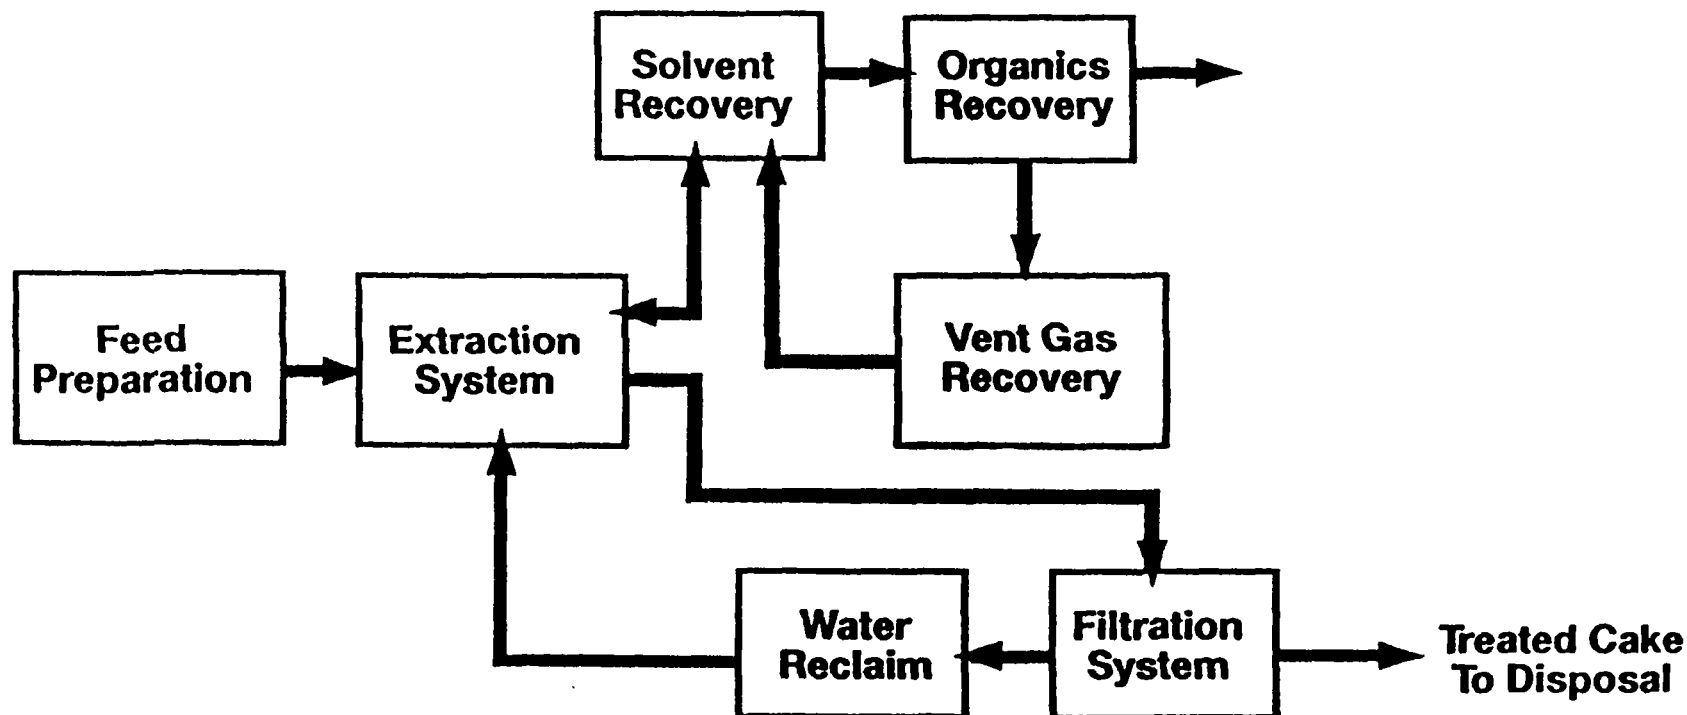 Solvent
Recovery
Organics
Recovery
Feed
Preparation
Extraction
System
Vent Gas
Recovery
Water
Reclaim
Filtration
System
Treated Cake
To Disposal